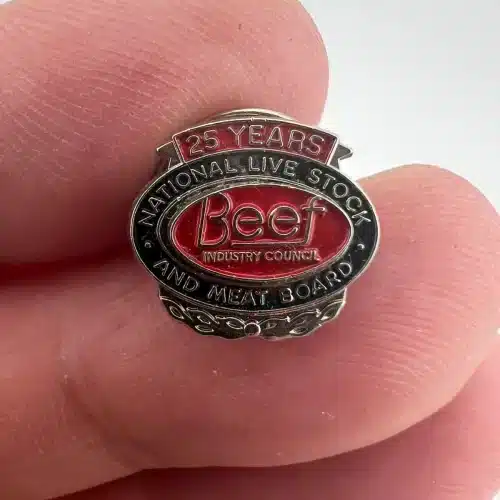 25 YEARS
NATIONAL LIVE STOCK
Beef
INDUSTRY COUNCIL
AND MEAT BOARD